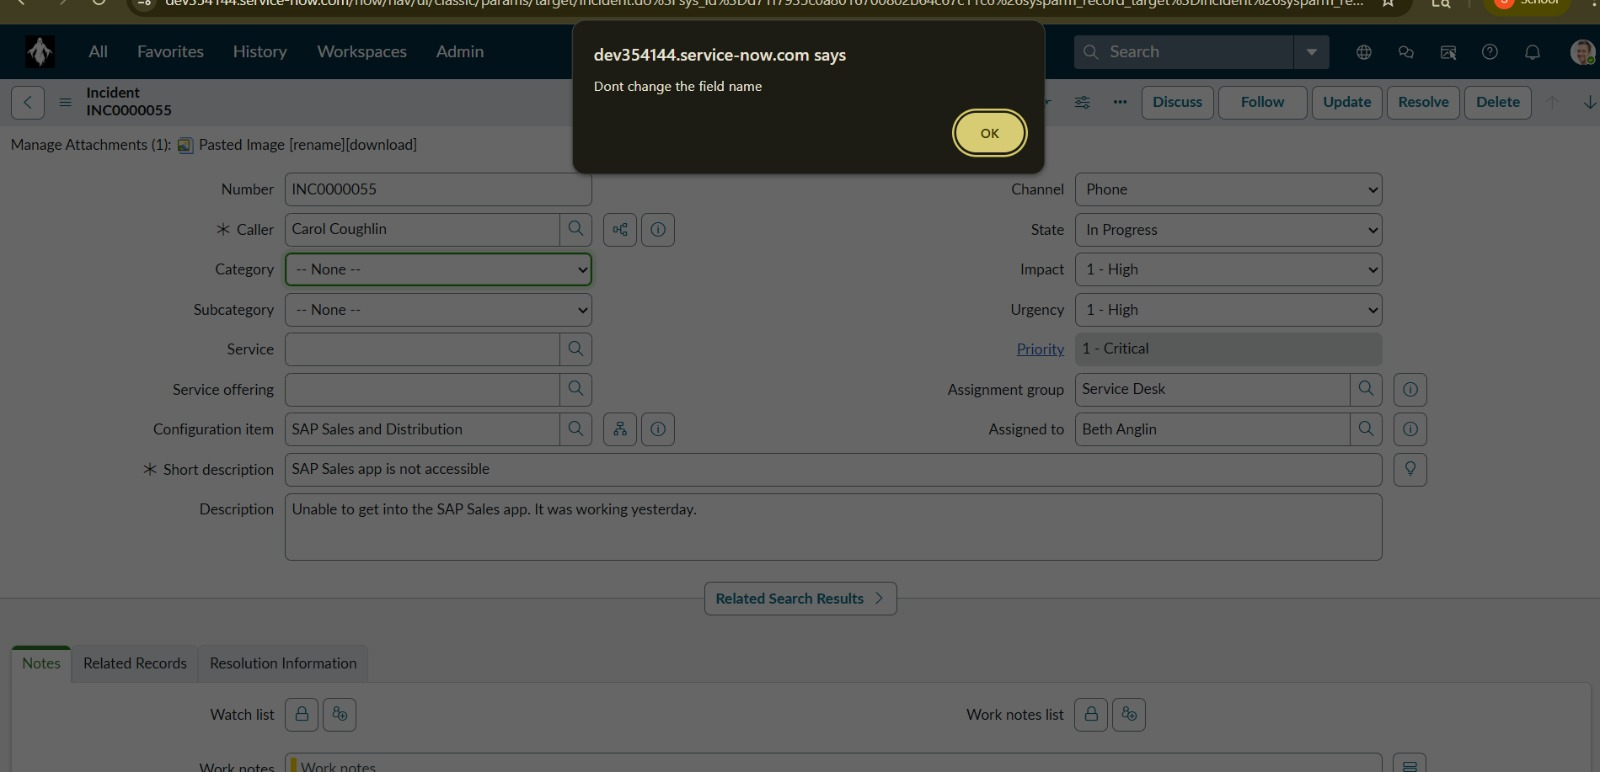 dev354144.service-now.com says
Dont change the field name
OK
School
All
Favorites
History
Workspaces
Admin
Search
Incident
INC0000055
Discuss
Follow
Update
Resolve
Delete
Manage Attachments (1):
Pasted Image [rename][download]
Number
INC0000055
Channel
Phone
Caller
Carol Coughlin
State
In Progress
Category
-- None --
Impact
1 - High
Subcategory
-- None --
Urgency
1 - High
Service
Priority
1 - Critical
Service offering
Assignment group
Service Desk
Configuration item
SAP Sales and Distribution
Assigned to
Beth Anglin
Short description
SAP Sales app is not accessible
Description
Unable to get into the SAP Sales app. It was working yesterday.
Related Search Results
Notes
Related Records
Resolution Information
Watch list
Work notes list
Work notes
Work notes